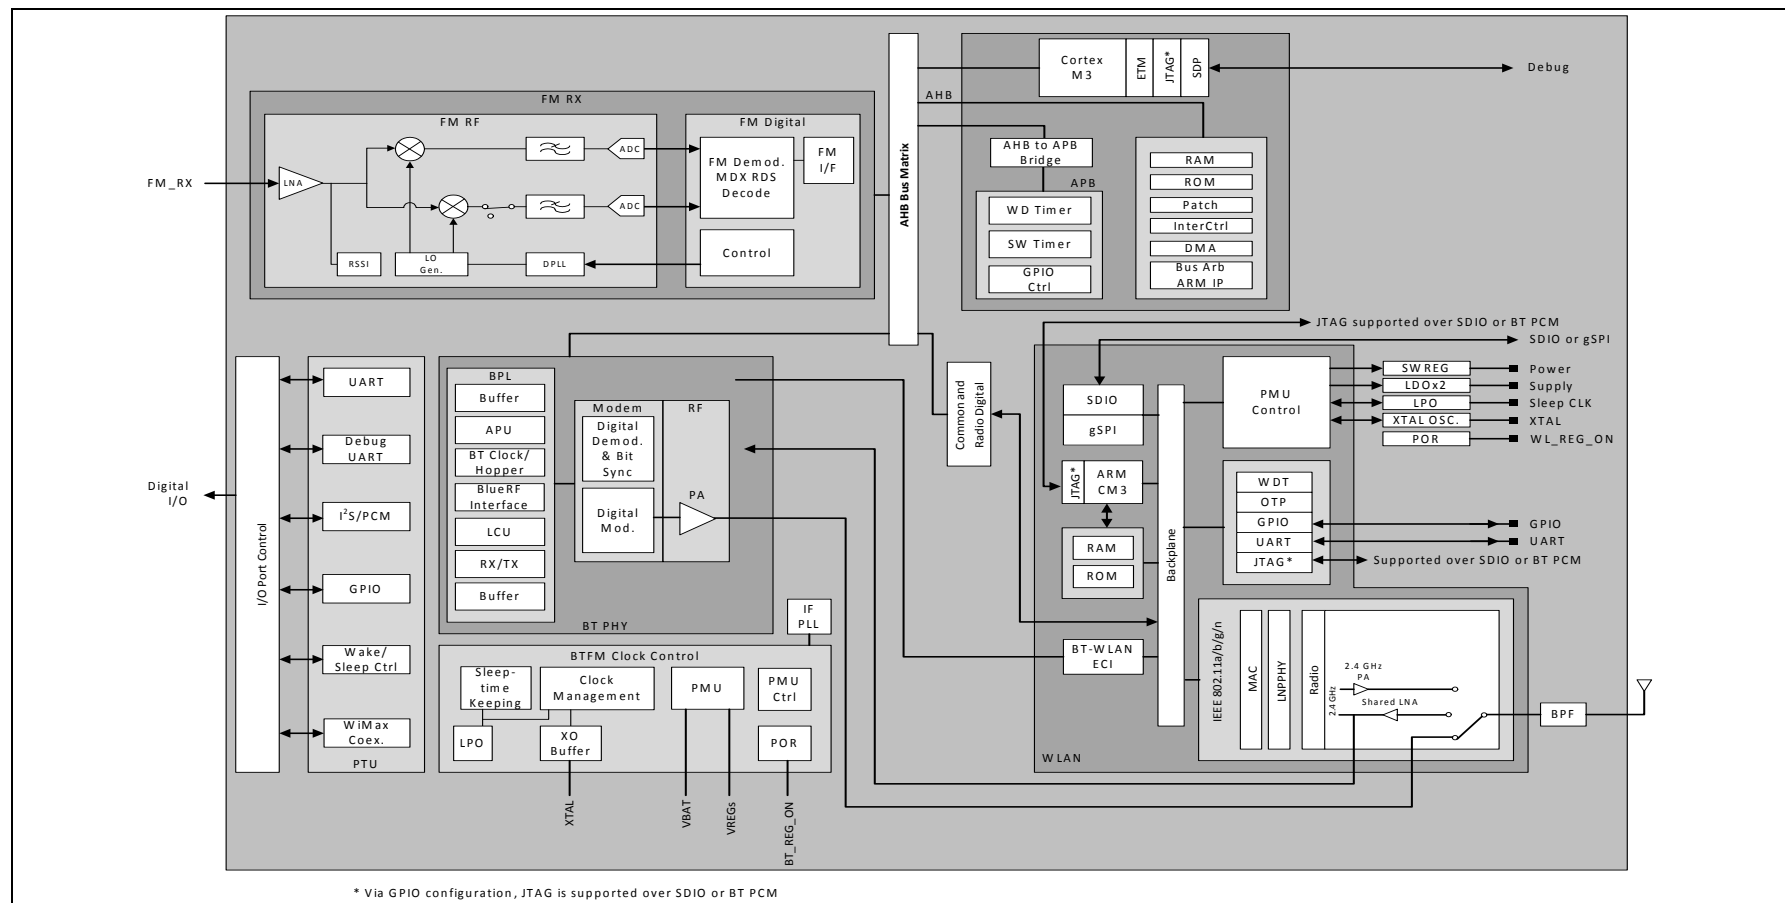 FM RX
FM RF
FM_RX
LNA
ADC
ADC
RSSI
LO
Gen.
DPLL
FM Digital
FM Demod.
MDX RDS
Decode
FM
I/F
Control
AHB Bus Matrix
AHB
Cortex
M3
ETM
JTAG*
SDP
Debug
AHB to APB
Bridge
APB
WD Timer
SW Timer
GPIO
Ctrl
RAM
ROM
Patch
InterCtrl
DMA
Bus Arb
ARM IP
JTAG supported over SDIO or BT PCM
SDIO or gSPI
Digital
I/O
I/O Port Control
UART
Debug
UART
I²S/PCM
GPIO
Wake/
Sleep Ctrl
WiMax
Coex.
PTU
BPL
Buffer
APU
BT Clock/
Hopper
BlueRF
Interface
LCU
RX/TX
Buffer
Modem
Digital
Demod.
& Bit
Sync
Digital
Mod.
RF
PA
BT PHY
IF
PLL
BTFM Clock Control
Sleep-
time
Keeping
Clock
Management
PMU
PMU
Ctrl
LPO
XO
Buffer
POR
XTAL
VBAT
VREGs
BT_REG_ON
Common and
Radio Digital
SDIO
gSPI
JTAG*
ARM
CM3
RAM
ROM
BT-WLAN
ECI
WLAN
Backplane
PMU
Control
SWREG
LDOx2
LPO
XTAL OSC.
POR
Power
Supply
Sleep CLK
XTAL
WL_REG_ON
WDT
OTP
GPIO
UART
JTAG*
GPIO
UART
Supported over SDIO or BT PCM
IEEE 802.11a/b/g/n
MAC
LNPPHY
Radio
2.4 GHz
PA
2.4 GHz
Shared LNA
BPF
* Via GPIO configuration, JTAG is supported over SDIO or BT PCM